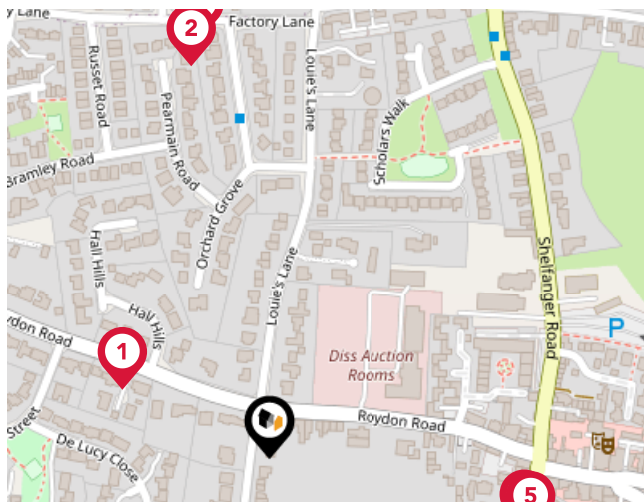 y Lane
2
Factory Lane
Russet Road
Pearmain Road
Louie's Lane
Scholars Walk
Bramley Road
Orchard Grove
Hall Hills
Louie's Lane
Shelfanger Road
Hall Hills
ydon Road
P
1
Diss Auction
Rooms
Roydon Road
Street
De Lucy Close
5